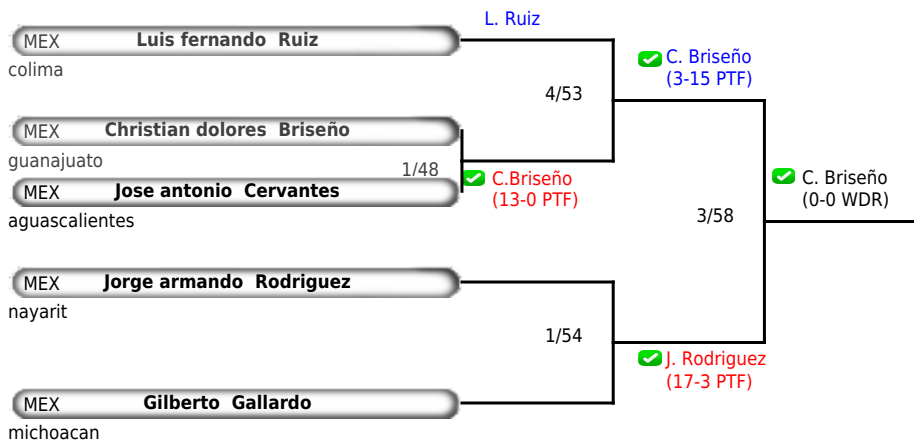 L. Ruiz
MEX Luis fernando Ruiz
colima
C. Briseño
(3-15 PTF)
4/53
MEX Christian dolores Briseño
guanajuato
1/48
C.Briseño
(13-0 PTF)
MEX Jose antonio Cervantes
aguascalientes
C. Briseño
(0-0 WDR)
3/58
MEX Jorge armando Rodriguez
nayarit
1/54
J. Rodriguez
(17-3 PTF)
MEX Gilberto Gallardo
michoacan